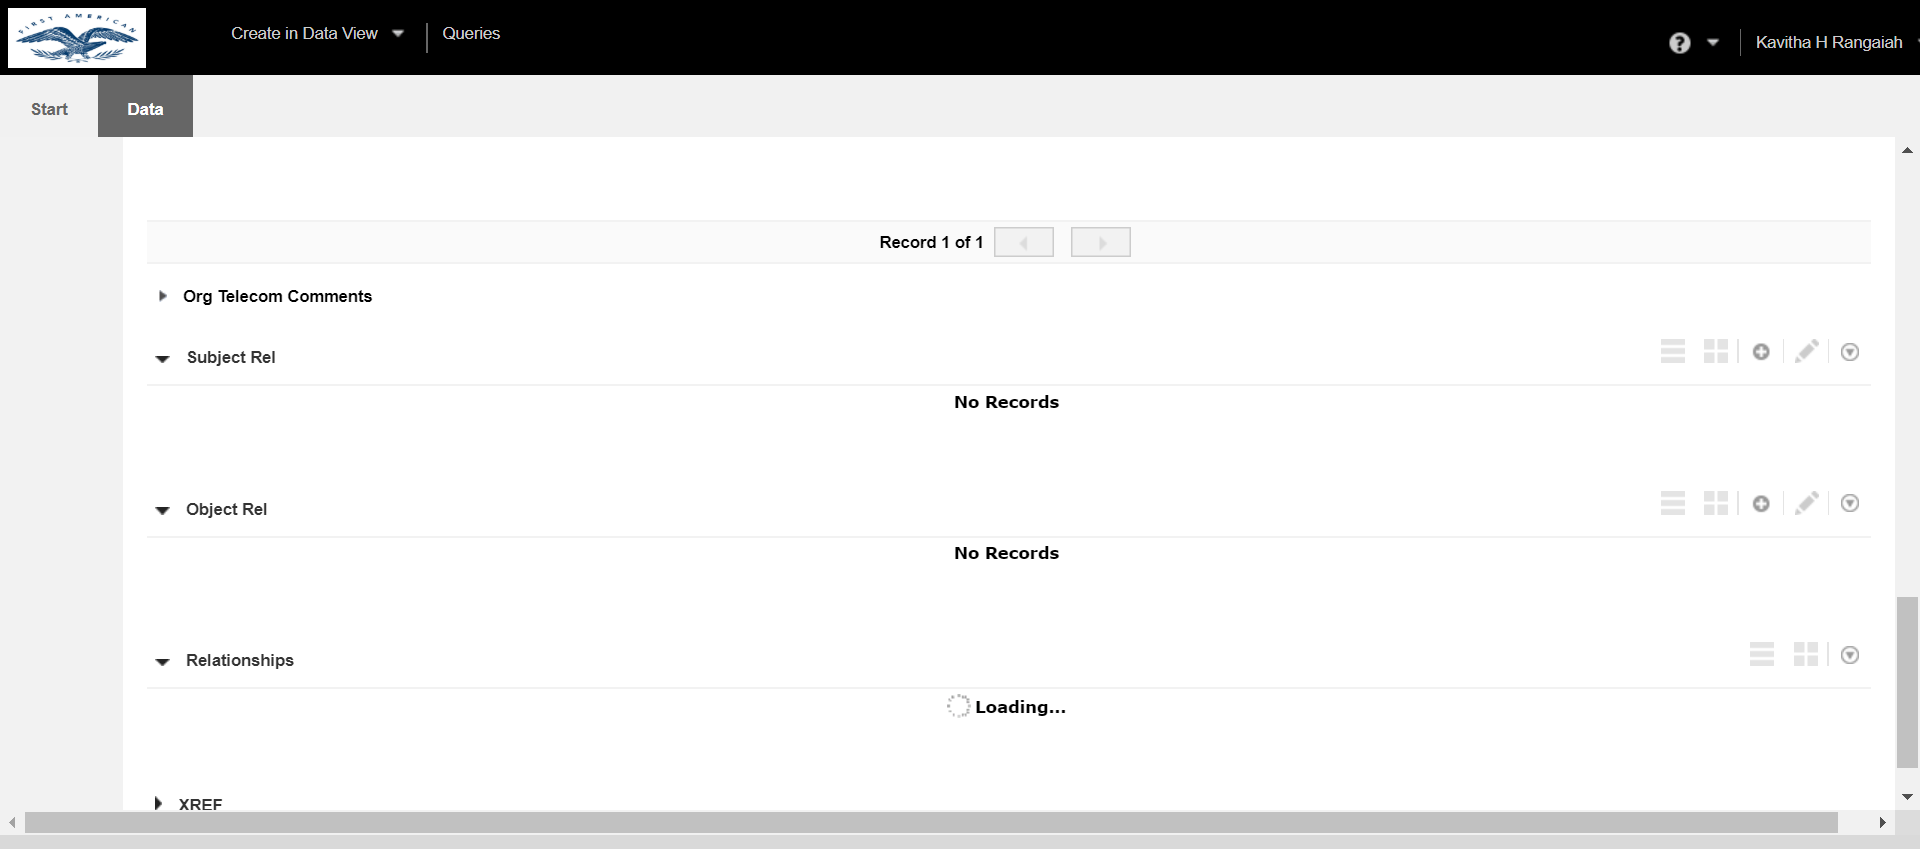 FIRST AMERICAN
Create in Data View
Queries
Kavitha H Rangaiah
Start
Data
Record 1 of 1
Org Telecom Comments
Subject Rel
No Records
Object Rel
No Records
Relationships
Loading...
XREF